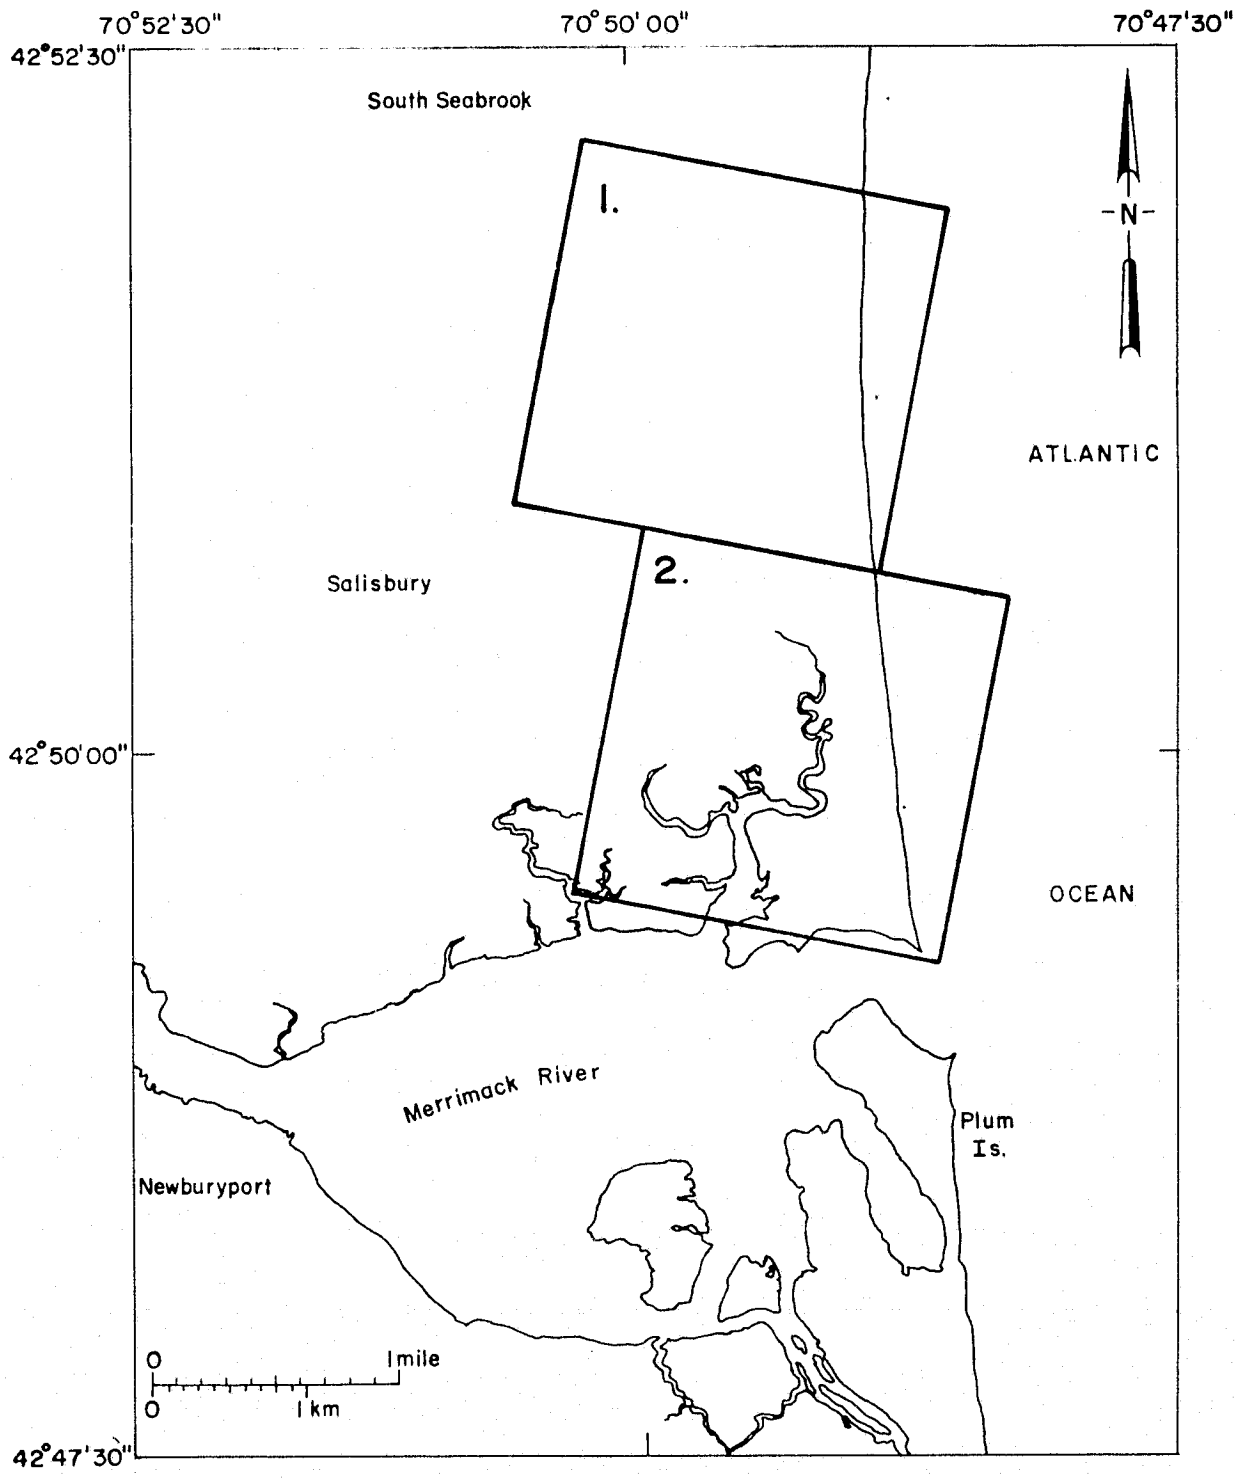 70°52'30"
70°50'00"
70°47'30"
42°52'30"
South Seabrook
1.
-N-
ATLANTIC
2.
Salisbury
42°50'00"
OCEAN
Merrimack River
Plum
Is.
Newburyport
0
1 mile
0
1 km
42°47'30"